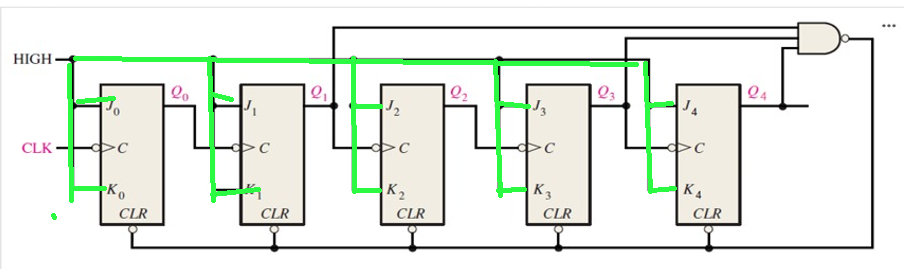 HIGH
Q0 Q1 Q2 Q3 Q4
J0 J1 J2 J3 J4
CLK C C C C C
K0 K1 K2 K3 K4
CLR CLR CLR CLR CLR